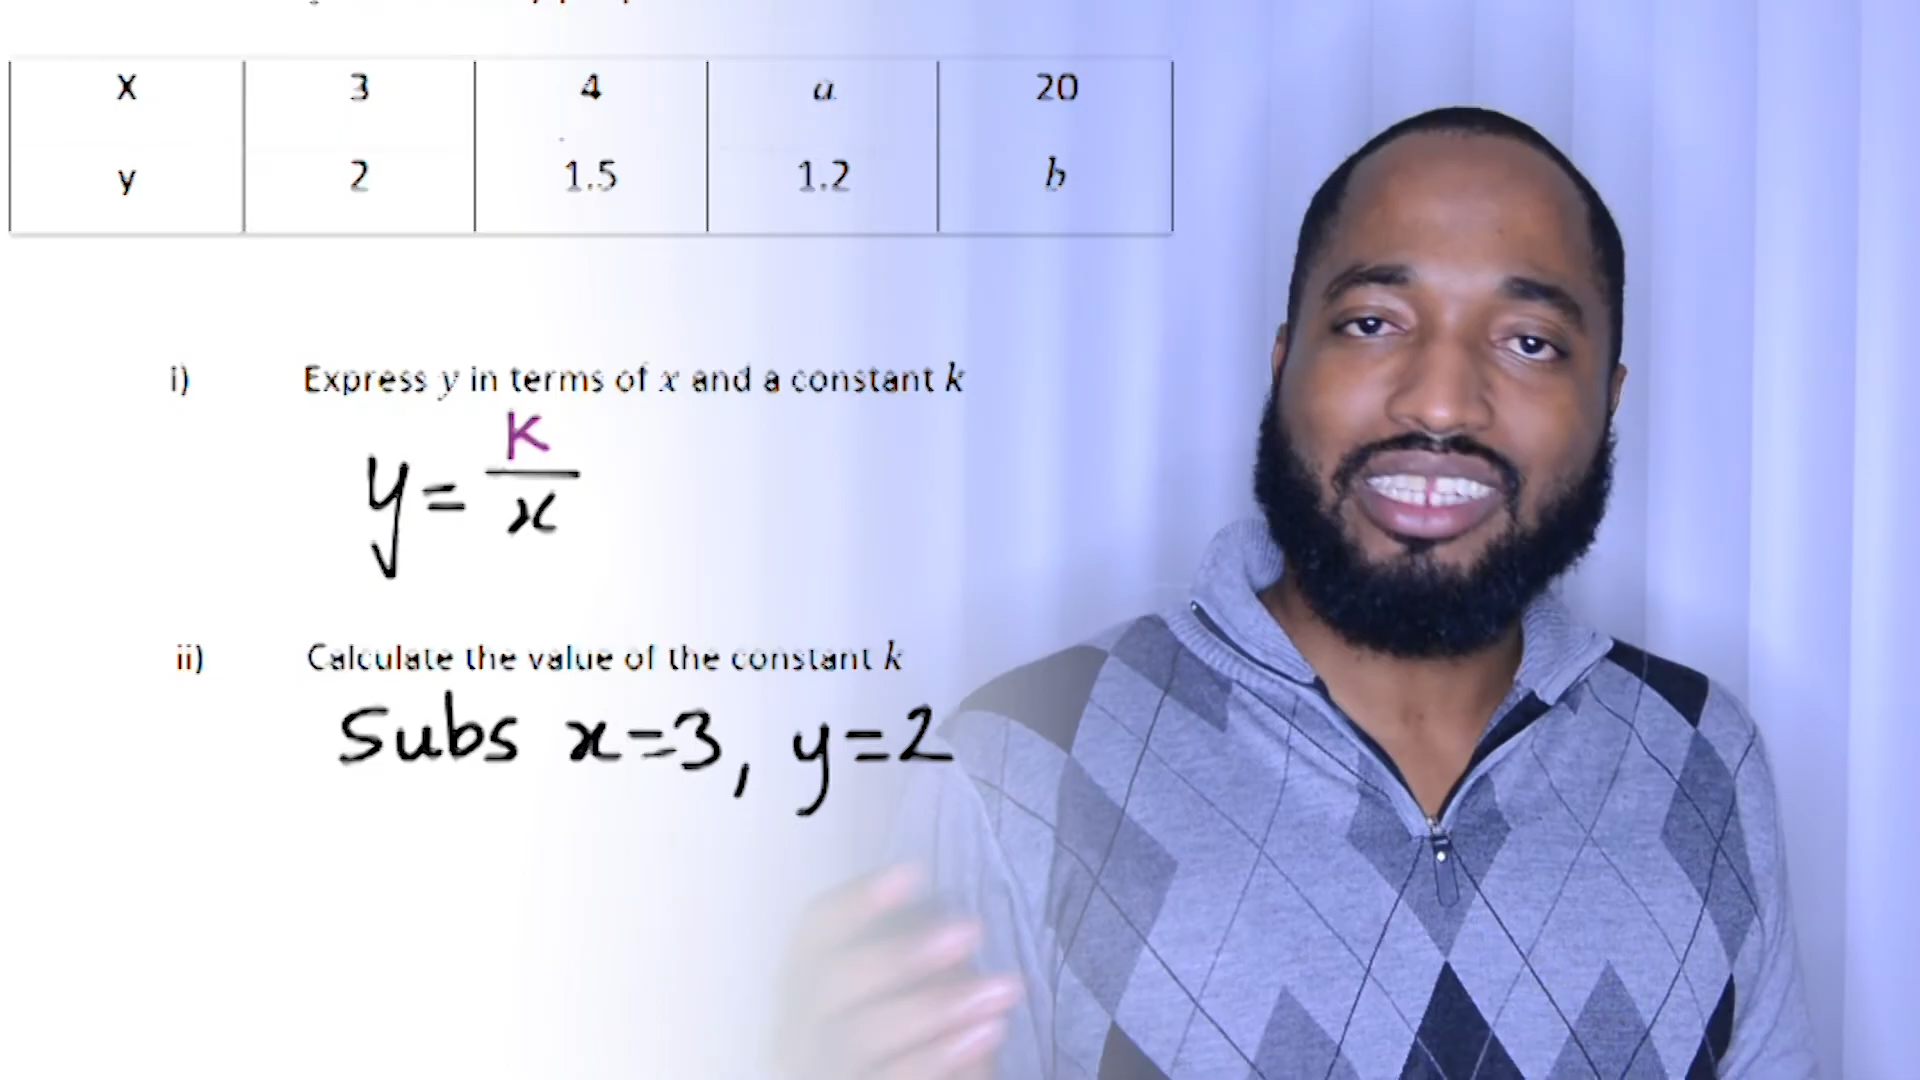 X 3 4 a 20
y 2 1.5 1.2 b
i) Express y in terms of x and a constant k
y = K/x
ii) Calculate the value of the constant k
Subs x=3, y=2